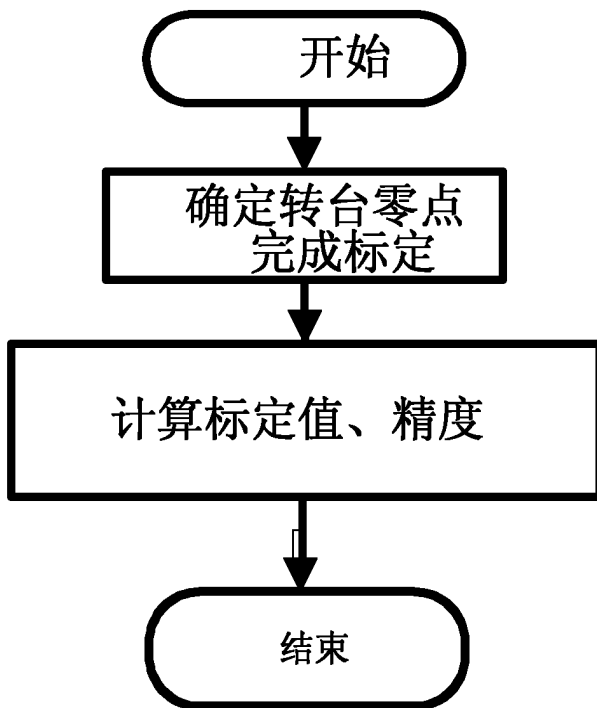 开始
确定转台零点
完成标定
计算标定值、精度
结束